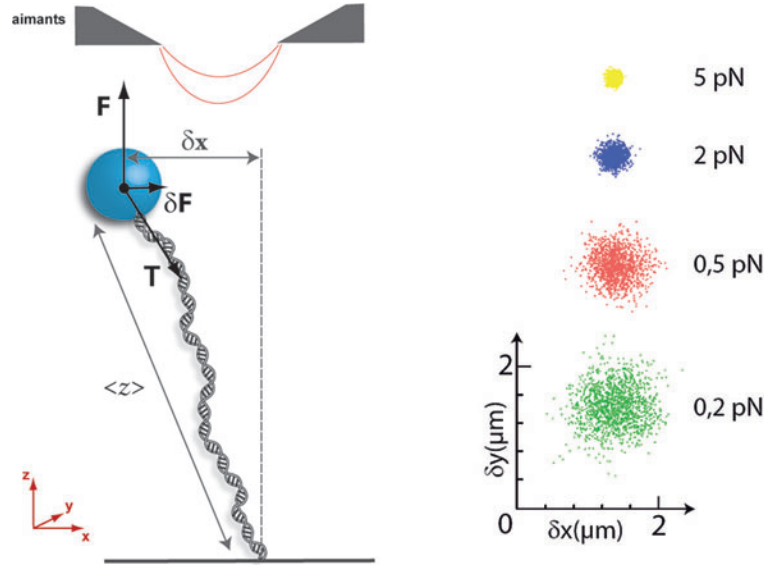 aimants
F
δx
δF
T
<z>
z
y
x
5 pN
2 pN
0,5 pN
0,2 pN
2
δy(μm)
0
δx(μm)
2